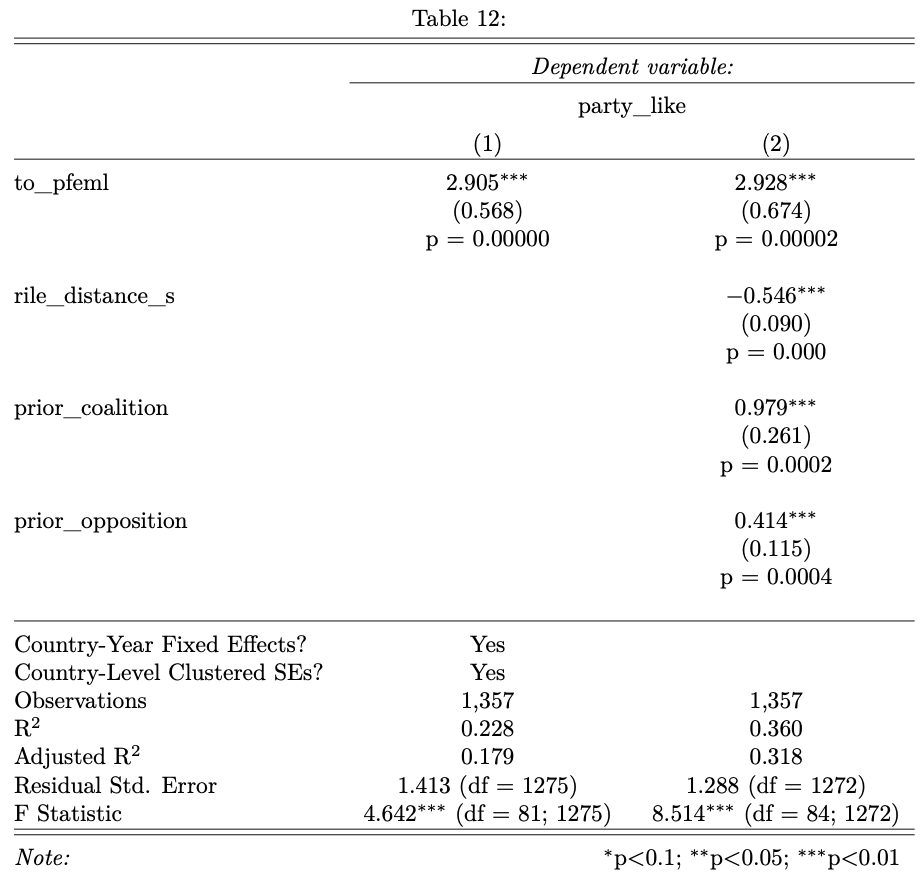 Table 12:
Dependent variable:
party_like
(1) (2)
to_pfeml 2.905*** 2.928***
(0.568) (0.674)
p = 0.00000 p = 0.00002
rile_distance_s −0.546***
(0.090)
p = 0.000
prior_coalition 0.979***
(0.261)
p = 0.0002
prior_opposition 0.414***
(0.115)
p = 0.0004
Country-Year Fixed Effects? Yes
Country-Level Clustered SEs? Yes
Observations 1,357 1,357
R² 0.228 0.360
Adjusted R² 0.179 0.318
Residual Std. Error 1.413 (df = 1275) 1.288 (df = 1272)
F Statistic 4.642*** (df = 81; 1275) 8.514*** (df = 84; 1272)
Note: *p<0.1; **p<0.05; ***p<0.01